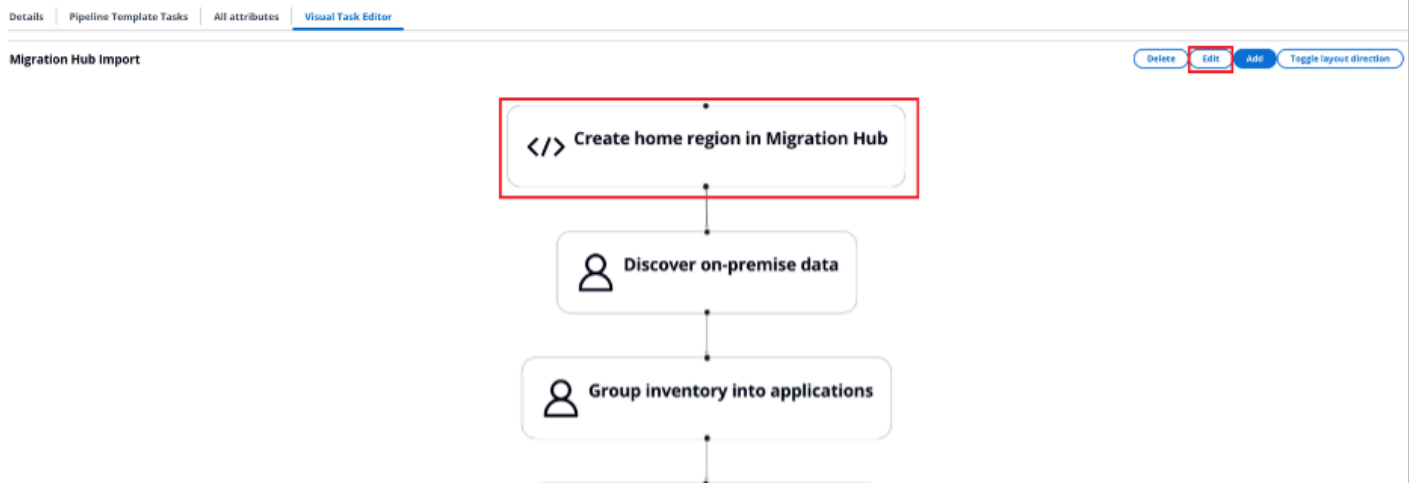 Details Pipeline Template Tasks All attributes Visual Task Editor
Migration Hub Import Delete Edit Add Toggle layout direction
</> Create home region in Migration Hub
Discover on-premise data
Group inventory into applications